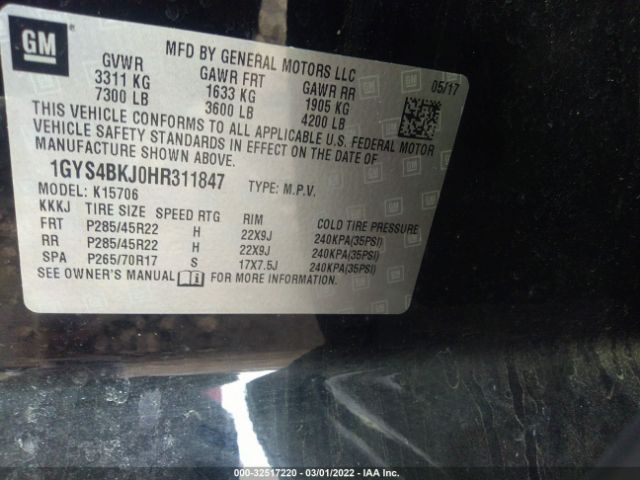 GM
MFD BY GENERAL MOTORS LLC
GVWR GAWR FRT GAWR RR 05/17
3311 KG 1633 KG 1905 KG
7300 LB 3600 LB 4200 LB
THIS VEHICLE CONFORMS TO ALL APPLICABLE U.S. FEDERAL MOTOR
VEHICLE SAFETY STANDARDS IN EFFECT ON THE DATE OF
MANUFACTURE SHOWN ABOVE.
1GYS4BKJ0HR311847 TYPE: M.P.V.
MODEL: K15706
KKKJ TIRE SIZE SPEED RTG RIM COLD TIRE PRESSURE
FRT P285/45R22 H 22X9J 240KPA(35PSI)
RR P285/45R22 H 22X9J 240KPA(35PSI)
SPA P265/70R17 S 17X7.5J 240KPA(35PSI)
SEE OWNER'S MANUAL FOR MORE INFORMATION.
000-32517220 - 03/01/2022 - IAA Inc.